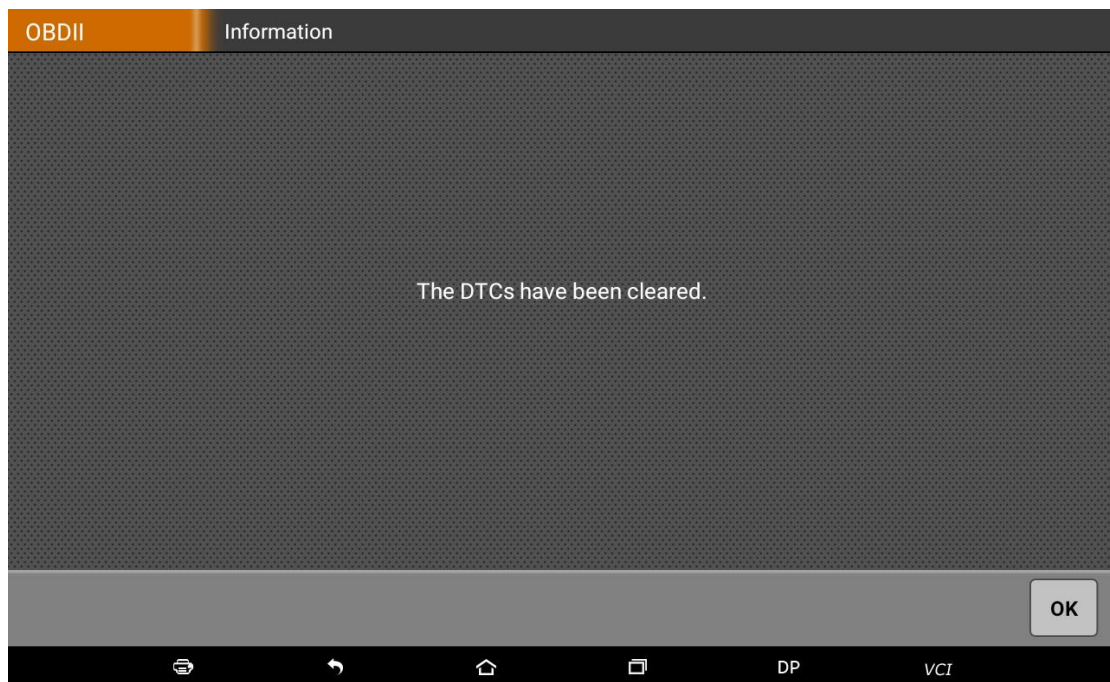 OBDII
Information
The DTCs have been cleared.
OK
DP
VCI